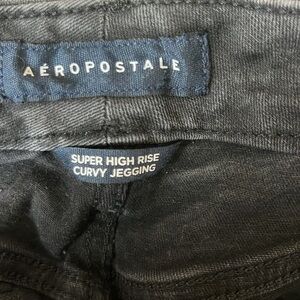 AÉROPOSTALE
SUPER HIGH RISE
CURVY JEGGING